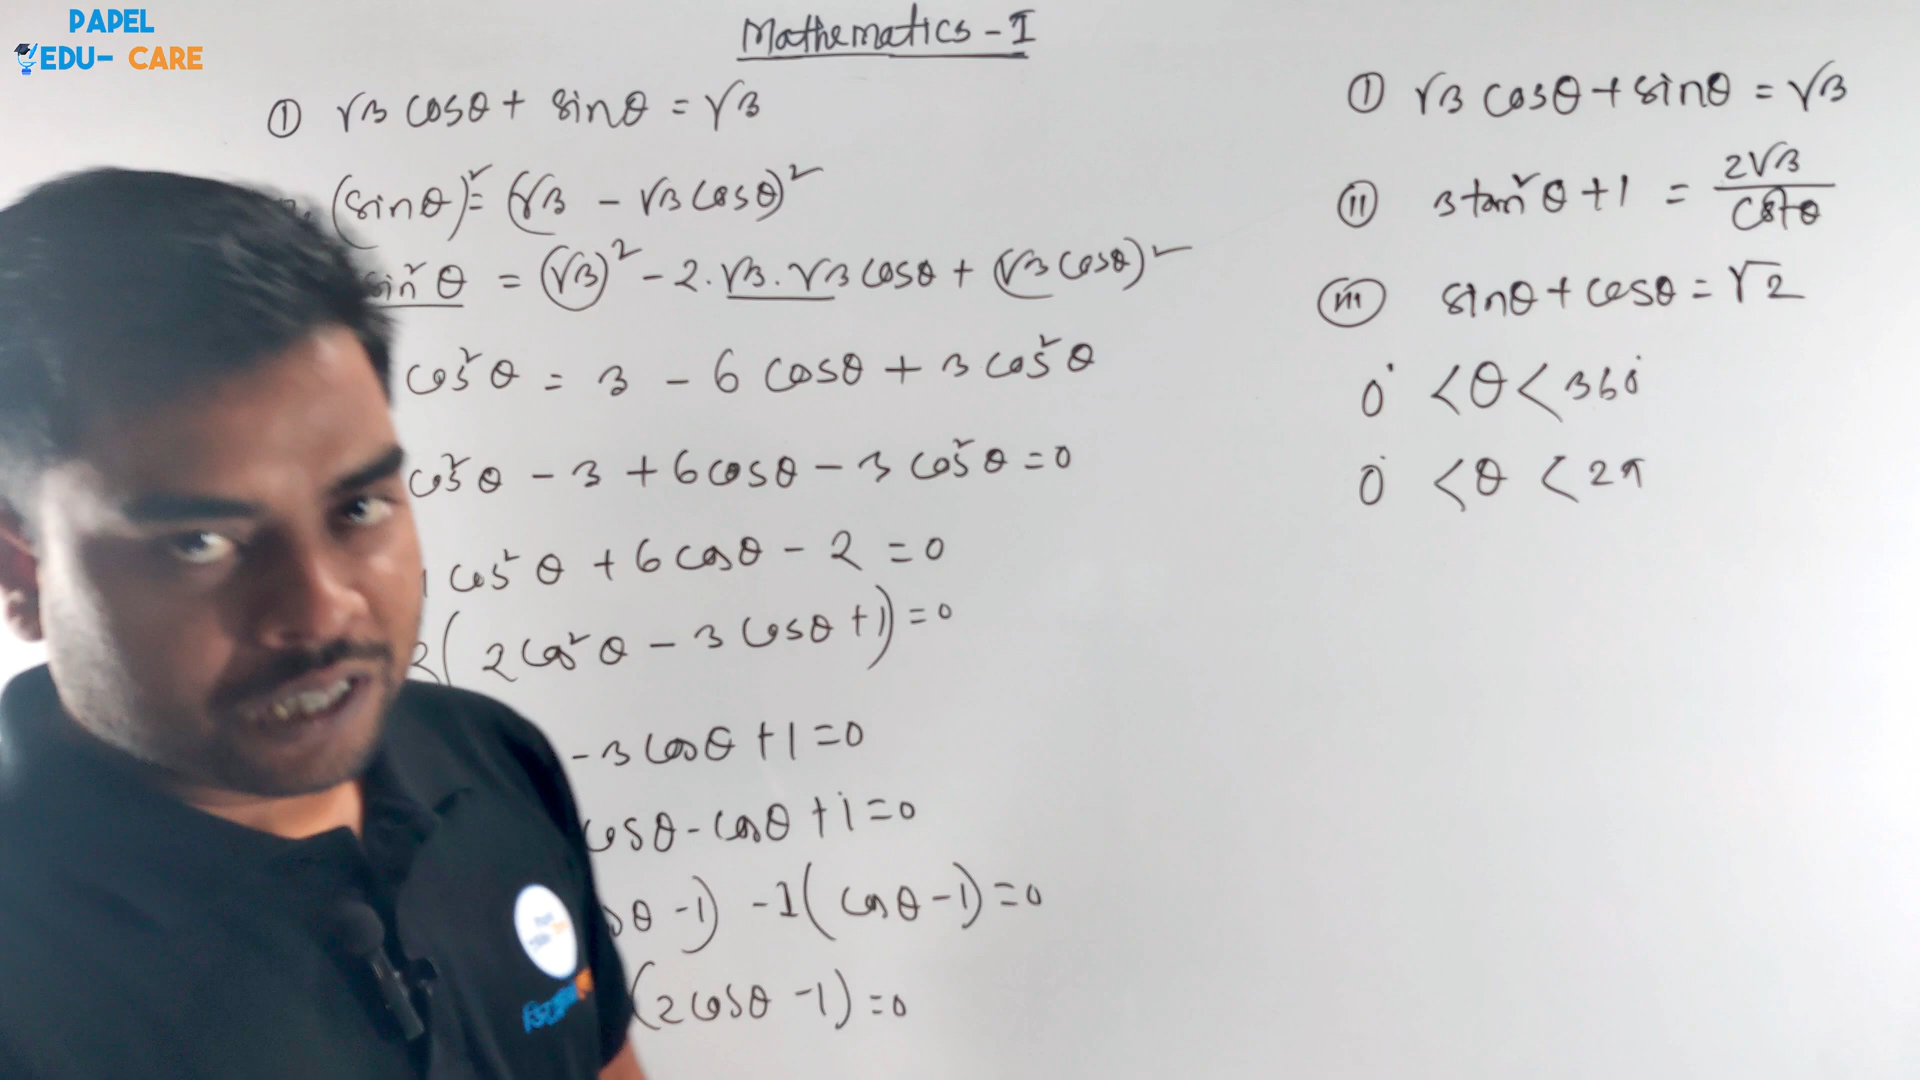 PAPEL
EDU- CARE
Mathematics - I
① √3 cosθ + sinθ = √3
(sinθ)² = (√3 - √3 cosθ)²
sin²θ = (√3)² - 2.√3.√3 cosθ + (√3 cosθ)²
cos²θ = 3 - 6 cosθ + 3 cos²θ
cos²θ - 3 + 6 cosθ - 3 cos²θ = 0
cos²θ + 6 cosθ - 2 = 0
2(2cos²θ - 3 cosθ + 1) = 0
- 3 cosθ + 1 = 0
cosθ - cosθ + 1 = 0
θ - 1) - 1(cosθ - 1) = 0
(2cosθ - 1) = 0
① √3 cosθ + sinθ = √3
ⅱ 3tan²θ + 1 = 2√3 / cotθ
ⅲ sinθ + cosθ = √2
0° < θ < 360°
0° < θ < 2π